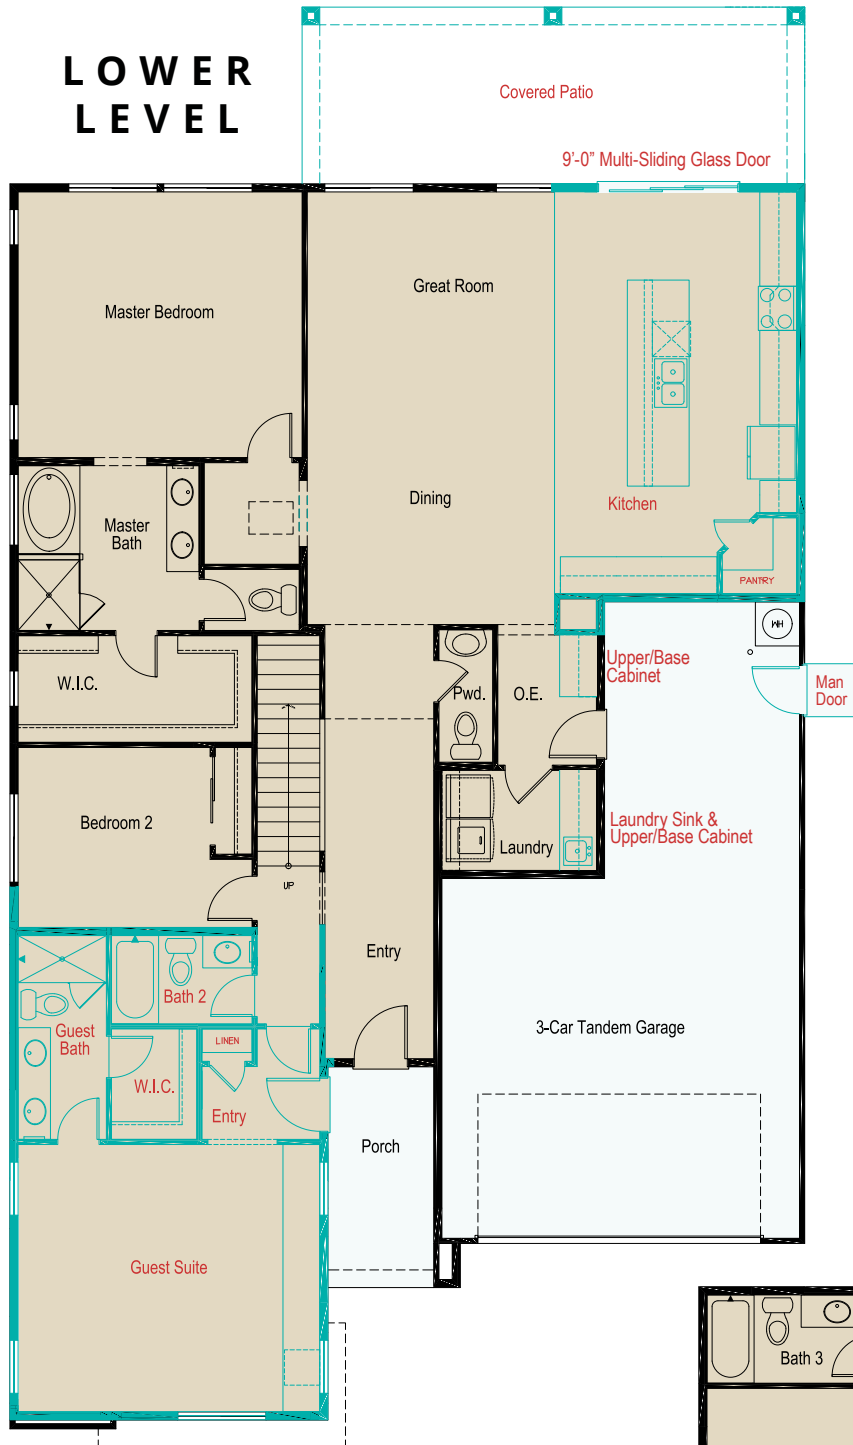 LOWER
LEVEL
Covered Patio
9'-0" Multi-Sliding Glass Door
Great Room
Master Bedroom
Dining
Kitchen
Master
Bath
PANTRY
WH
Upper/Base
Cabinet
Man
Door
W.I.C.
Pwd.
O.E.
Bedroom 2
Laundry Sink &
Upper/Base Cabinet
Laundry
UP
Entry
Bath 2
Guest
Bath
LINEN
3-Car Tandem Garage
W.I.C.
Entry
Porch
Guest Suite
Bath 3